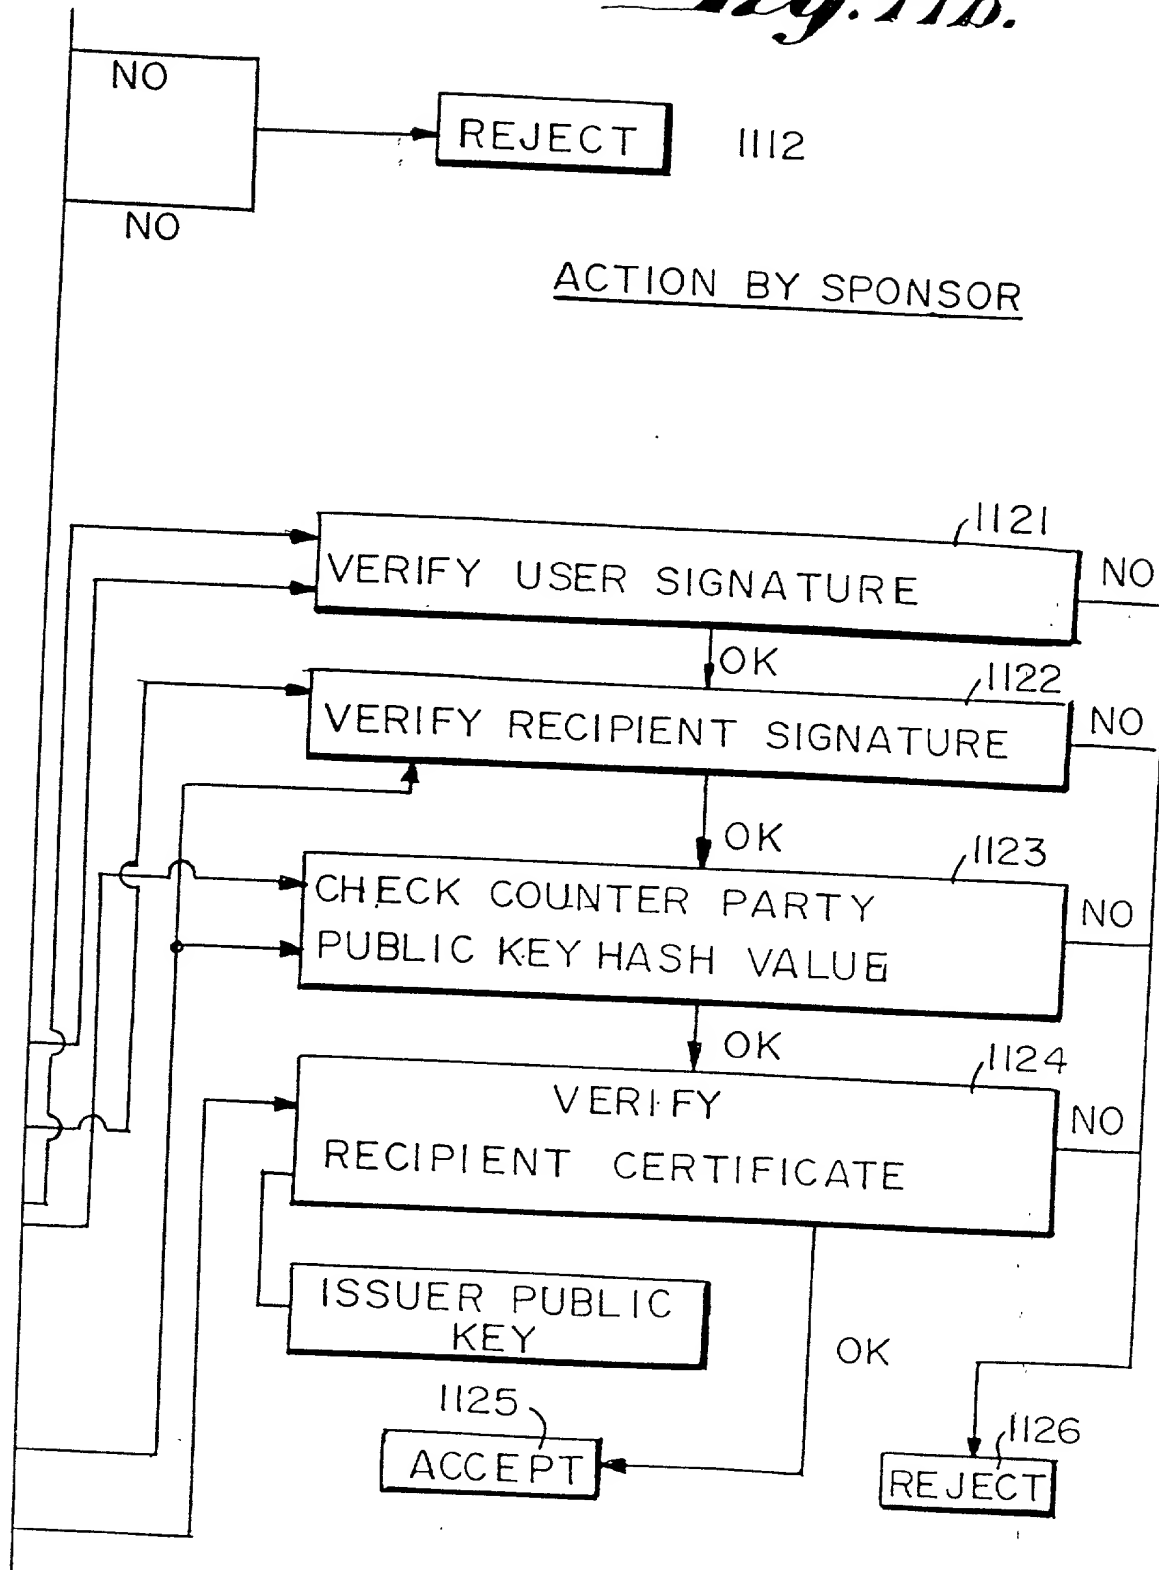 Fig. 11b.
NO
REJECT 1112
NO
ACTION BY SPONSOR
1121
VERIFY USER SIGNATURE NO
OK
1122
VERIFY RECIPIENT SIGNATURE NO
OK
1123
CHECK COUNTER PARTY NO
PUBLIC KEY HASH VALUE
OK
1124
VERIFY NO
RECIPIENT CERTIFICATE
ISSUER PUBLIC
KEY
OK
1125
1126
ACCEPT
REJECT